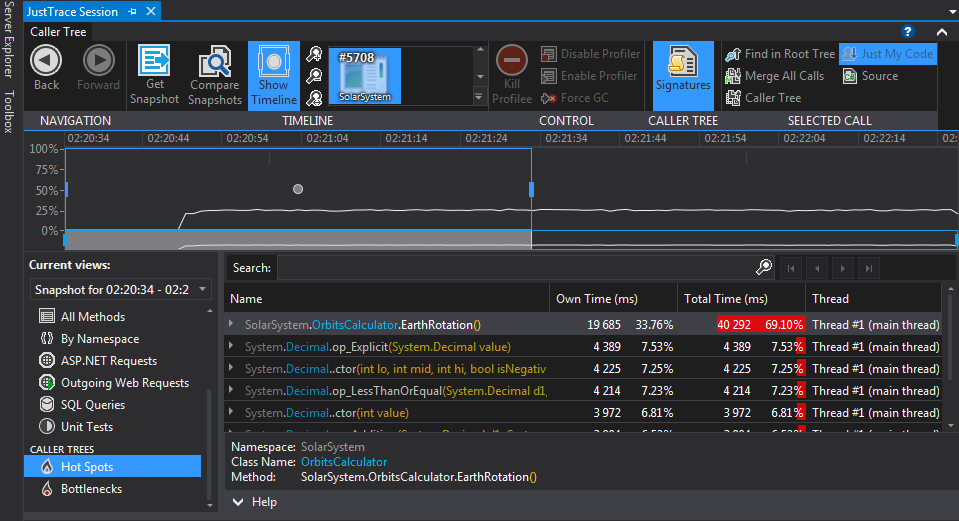 Server Explorer
Toolbox
JustTrace Session
Caller Tree
?
Back
Forward
Get
Snapshot
Compare
Snapshots
Show
Timeline
#5708
SolarSystem
Kill
Profilee
Disable Profiler
Enable Profiler
Force GC
Signatures
Find in Root Tree
Merge All Calls
Caller Tree
Just My Code
Source
NAVIGATION TIMELINE CONTROL CALLER TREE SELECTED CALL
02:20:34 02:20:44 02:20:54 02:21:04 02:21:14 02:21:24 02:21:34 02:21:44 02:21:54 02:22:04 02:22:14 02:
100%
75%
50%
25%
0%
Current views:
Snapshot for 02:20:34 - 02:2
All Methods
By Namespace
ASP.NET Requests
Outgoing Web Requests
SQL Queries
Unit Tests
CALLER TREES
Hot Spots
Bottlenecks
Search:
Name Own Time (ms) Total Time (ms) Thread
SolarSystem.OrbitsCalculator.EarthRotation() 19 685 33.76% 40 292 69.10% Thread #1 (main thread)
System.Decimal.op_Explicit(System.Decimal value) 4 389 7.53% 4 389 7.53% Thread #1 (main thread)
System.Decimal..ctor(int lo, int mid, int hi, bool isNegativ 4 225 7.25% 4 225 7.25% Thread #1 (main thread)
System.Decimal.op_LessThanOrEqual(System.Decimal d1, 4 214 7.23% 4 214 7.23% Thread #1 (main thread)
System.Decimal..ctor(int value) 3 972 6.81% 3 972 6.81% Thread #1 (main thread)
Namespace: SolarSystem
Class Name: OrbitsCalculator
Method: SolarSystem.OrbitsCalculator.EarthRotation()
Help